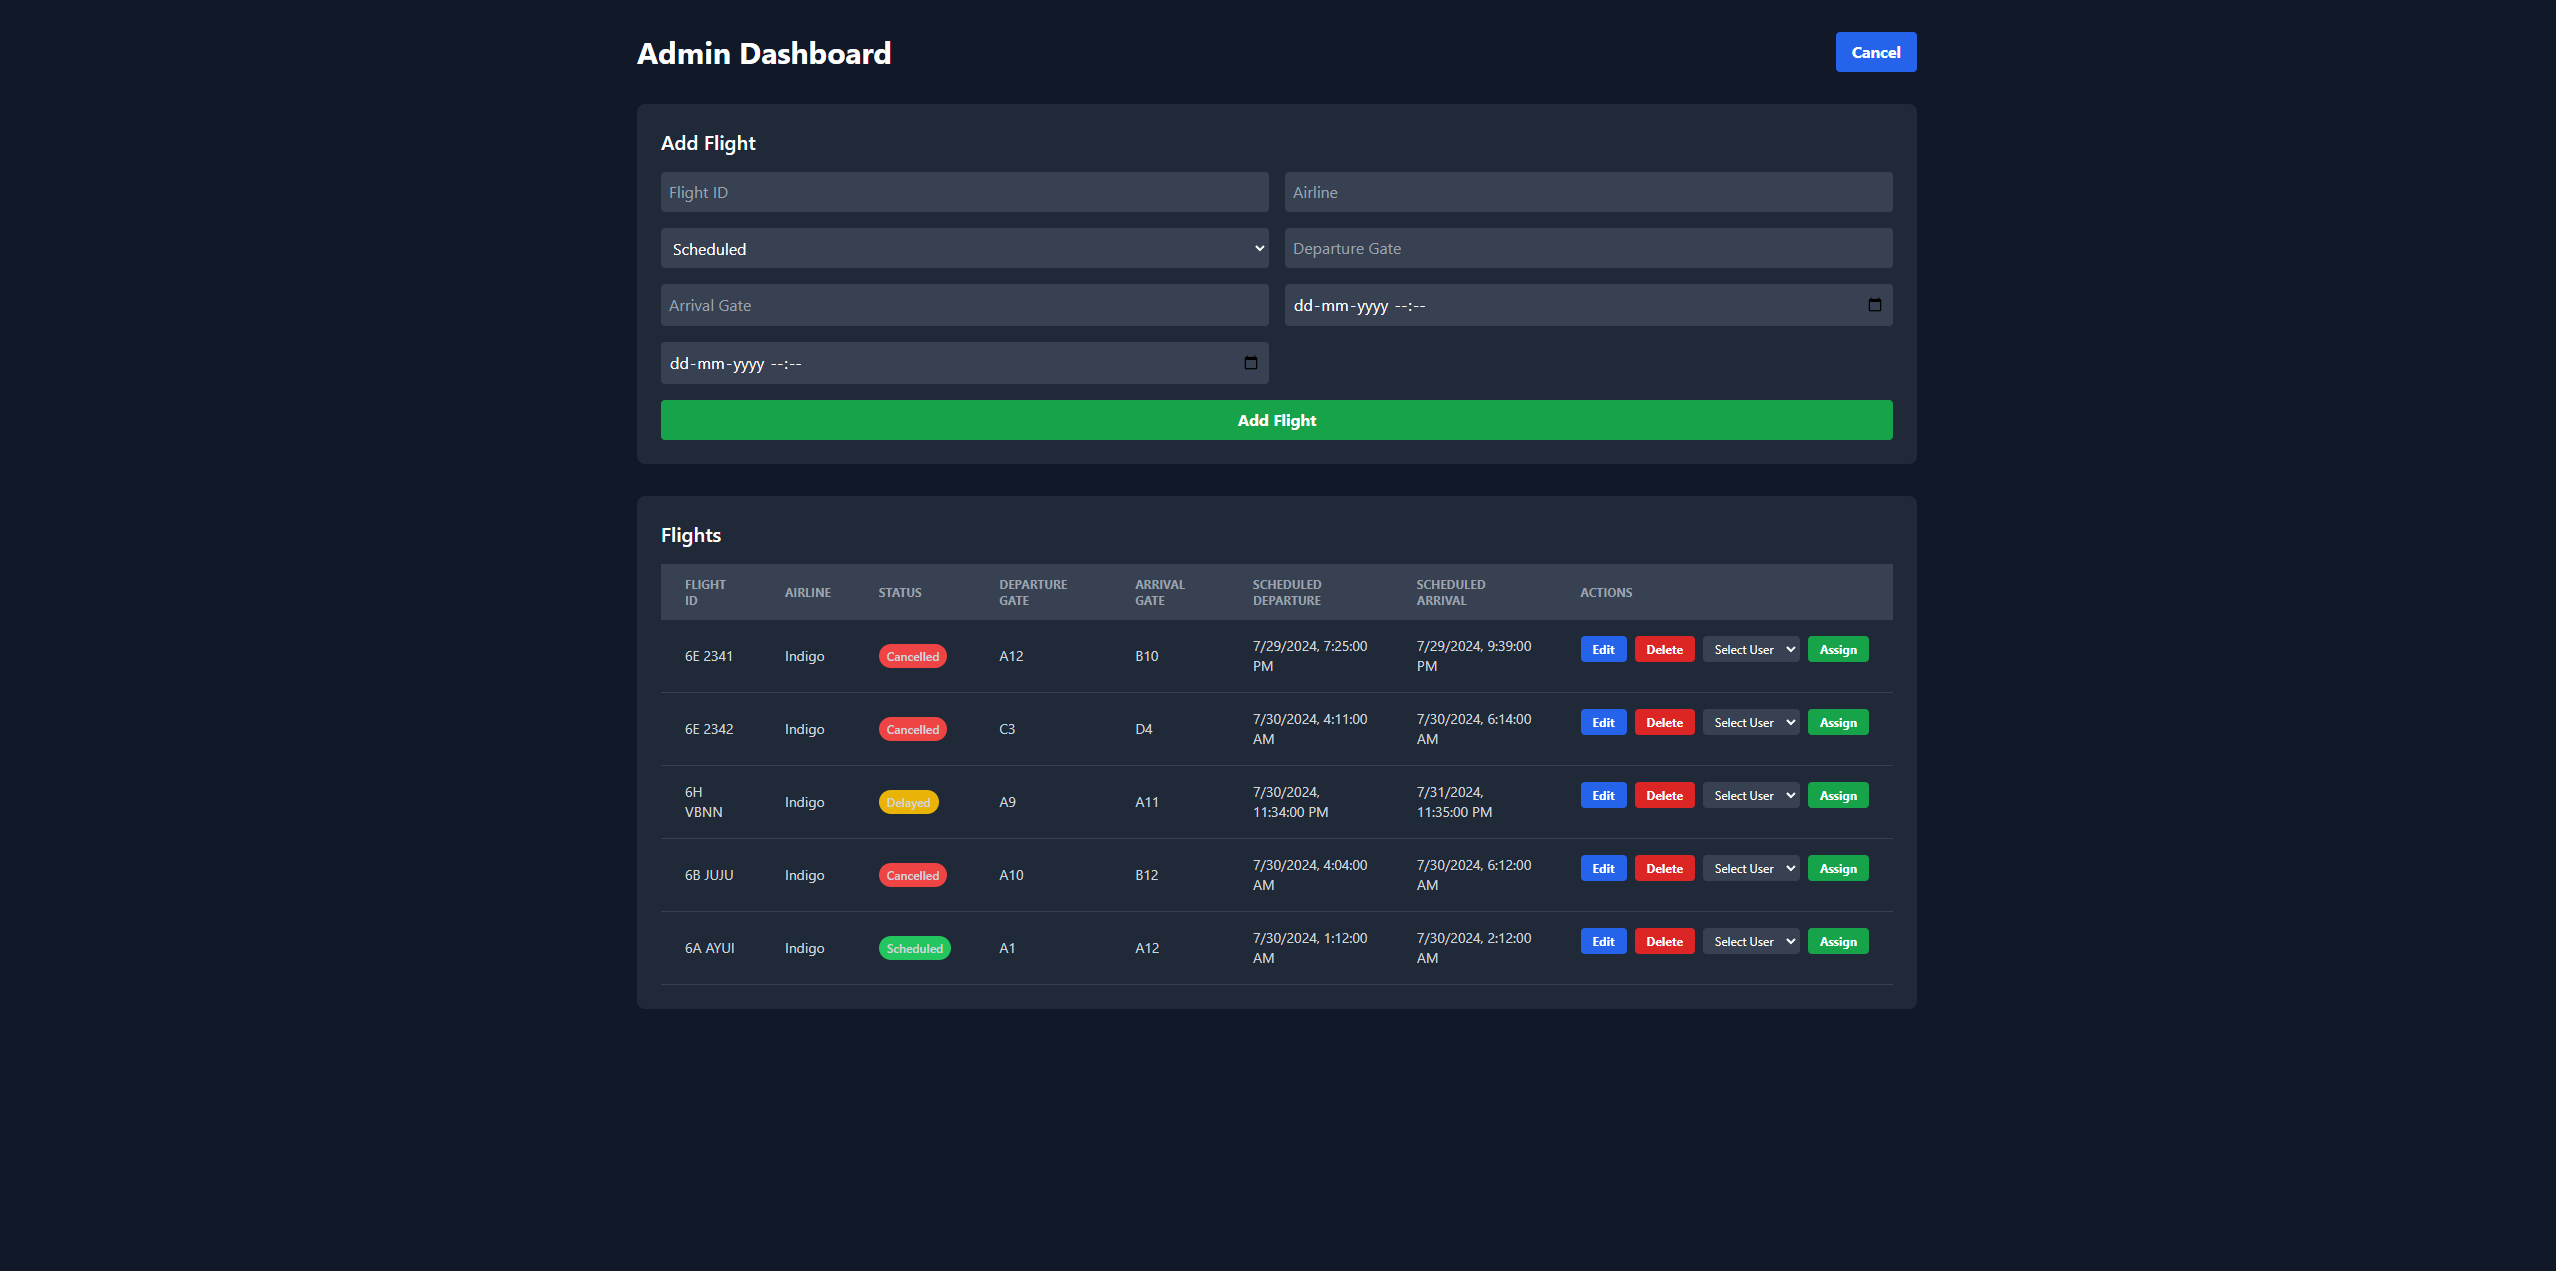 Admin Dashboard
Cancel
Add Flight
Flight ID
Airline
Scheduled
Departure Gate
Arrival Gate
dd-mm-yyyy --:--
dd-mm-yyyy --:--
Add Flight
Flights
FLIGHT ID AIRLINE STATUS DEPARTURE GATE ARRIVAL GATE SCHEDULED DEPARTURE SCHEDULED ARRIVAL ACTIONS
6E 2341 Indigo Cancelled A12 B10 7/29/2024, 7:25:00 PM 7/29/2024, 9:39:00 PM Edit Delete Select User Assign
6E 2342 Indigo Cancelled C3 D4 7/30/2024, 4:11:00 AM 7/30/2024, 6:14:00 AM Edit Delete Select User Assign
6H VBNN Indigo Delayed A9 A11 7/30/2024, 11:34:00 PM 7/31/2024, 11:35:00 PM Edit Delete Select User Assign
6B JUJU Indigo Cancelled A10 B12 7/30/2024, 4:04:00 AM 7/30/2024, 6:12:00 AM Edit Delete Select User Assign
6A AYUI Indigo Scheduled A1 A12 7/30/2024, 1:12:00 AM 7/30/2024, 2:12:00 AM Edit Delete Select User Assign